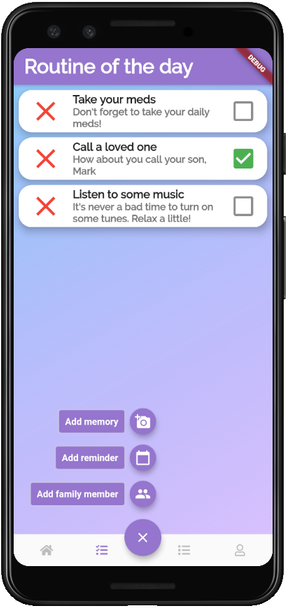 Routine of the day
DEBUG
Take your meds
Don't forget to take your daily
meds!
Call a loved one
How about you call your son,
Mark
Listen to some music
It's never a bad time to turn on
some tunes. Relax a little!
Add memory
Add reminder
Add family member